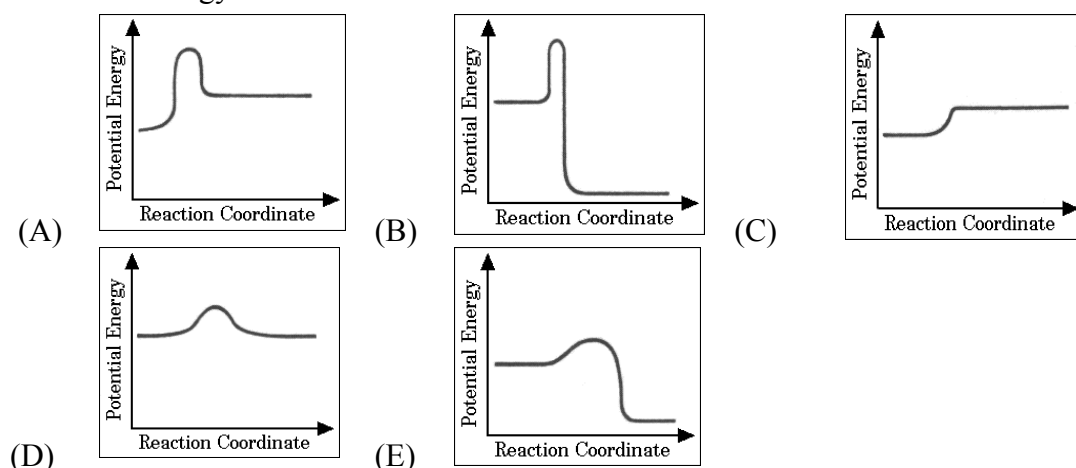 Potential Energy
Reaction Coordinate
(A)
Potential Energy
Reaction Coordinate
(B)
Potential Energy
Reaction Coordinate
(C)
Potential Energy
Reaction Coordinate
(D)
Potential Energy
Reaction Coordinate
(E)